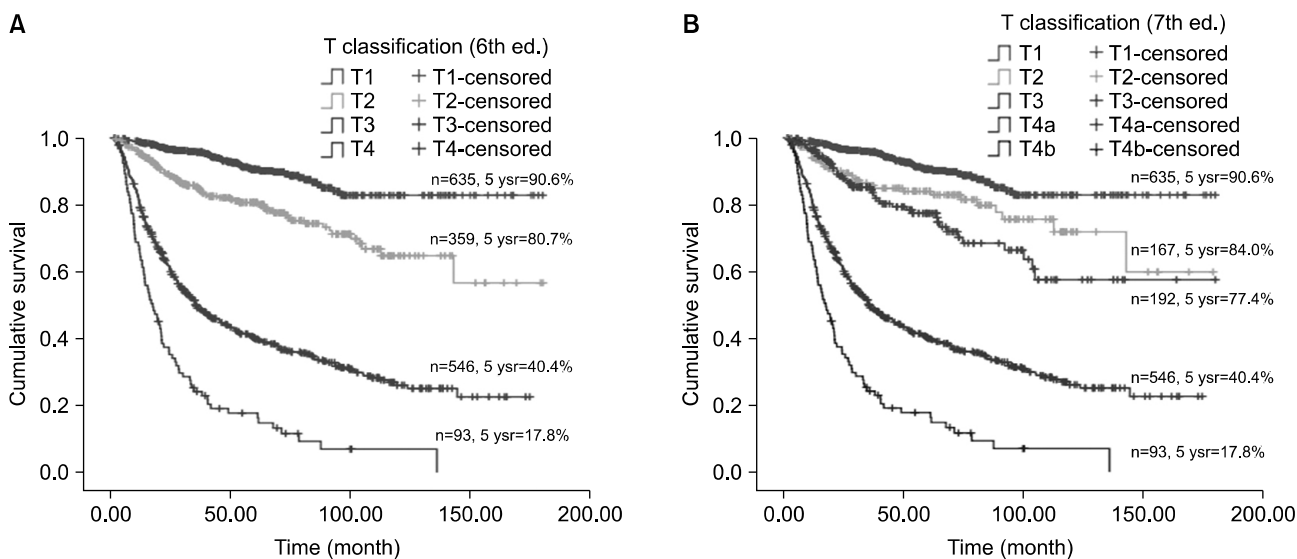 A
T classification (6th ed.)
T1 T1-censored
T2 T2-censored
T3 T3-censored
T4 T4-censored
Cumulative survival
1.0
0.8
0.6
0.4
0.2
0.0
n=635, 5 ysr=90.6%
n=359, 5 ysr=80.7%
n=546, 5 ysr=40.4%
n=93, 5 ysr=17.8%
0.00 50.00 100.00 150.00 200.00
Time (month)
B
T classification (7th ed.)
T1 T1-censored
T2 T2-censored
T3 T3-censored
T4a T4a-censored
T4b T4b-censored
Cumulative survival
1.0
0.8
0.6
0.4
0.2
0.0
n=635, 5 ysr=90.6%
n=167, 5 ysr=84.0%
n=192, 5 ysr=77.4%
n=546, 5 ysr=40.4%
n=93, 5 ysr=17.8%
0.00 50.00 100.00 150.00 200.00
Time (month)